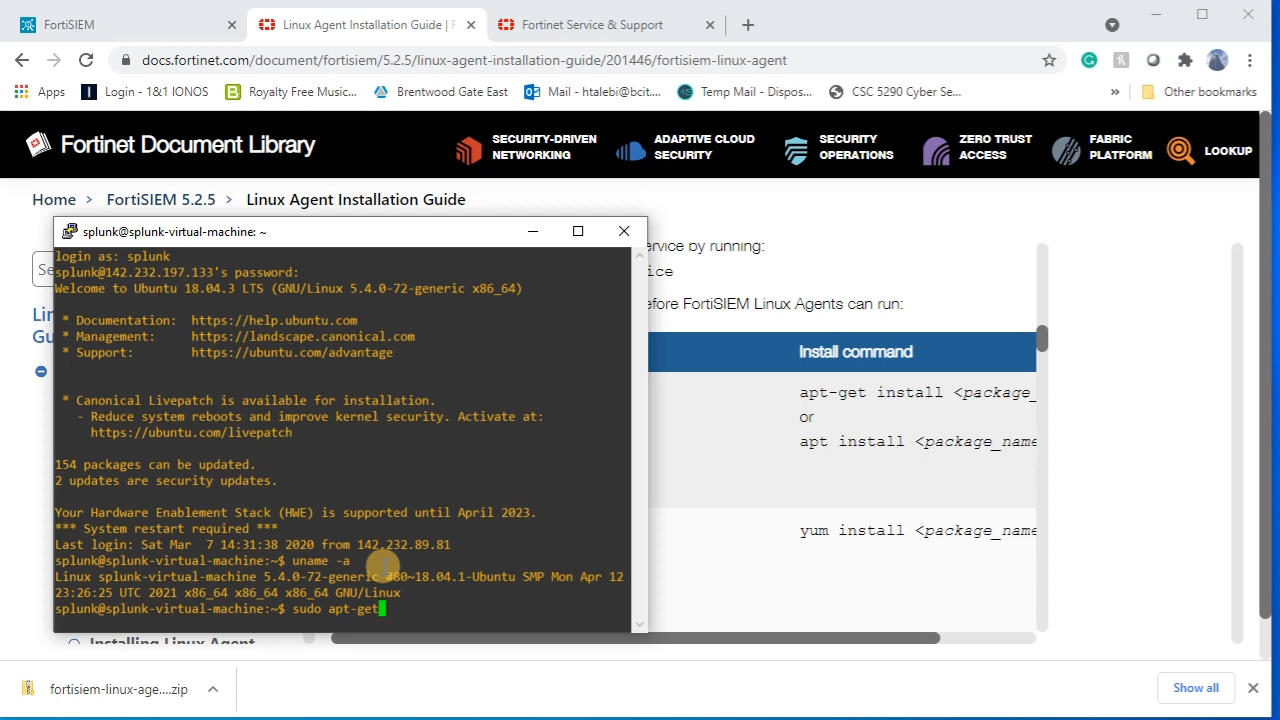 FortiSIEM
Linux Agent Installation Guide | F
Fortinet Service & Support
docs.fortinet.com/document/fortisiem/5.2.5/linux-agent-installation-guide/201446/fortisiem-linux-agent
Apps
Login - 1&1 IONOS
Royalty Free Music...
Brentwood Gate East
Mail - htalebi@bcit...
Temp Mail - Dispos...
CSC 5290 Cyber Se...
»
Other bookmarks
Fortinet Document Library
SECURITY-DRIVEN
NETWORKING
ADAPTIVE CLOUD
SECURITY
SECURITY
OPERATIONS
ZERO TRUST
ACCESS
FABRIC
PLATFORM
LOOKUP
Home > FortiSIEM 5.2.5 > Linux Agent Installation Guide
splunk@splunk-virtual-machine: ~
login as: splunk
splunk@142.232.197.133's password:
Welcome to Ubuntu 18.04.3 LTS (GNU/Linux 5.4.0-72-generic x86_64)
* Documentation: https://help.ubuntu.com
* Management: https://landscape.canonical.com
* Support: https://ubuntu.com/advantage
* Canonical Livepatch is available for installation.
- Reduce system reboots and improve kernel security. Activate at:
https://ubuntu.com/livepatch
154 packages can be updated.
2 updates are security updates.
Your Hardware Enablement Stack (HWE) is supported until April 2023.
*** System restart required ***
Last login: Sat Mar 7 14:31:38 2020 from 142.232.89.81
splunk@splunk-virtual-machine:~$ uname -a
Linux splunk-virtual-machine 5.4.0-72-generic #80~18.04.1-Ubuntu SMP Mon Apr 12
23:26:25 UTC 2021 x86_64 x86_64 x86_64 GNU/Linux
splunk@splunk-virtual-machine:~$ sudo apt-get
Se
Lin
Gu
ervice by running:
ice
efore FortiSIEM Linux Agents can run:
Install command
apt-get install <package_
or
apt install <package_name
yum install <package_name
Installing Linux Agent
fortisiem-linux-age....zip
Show all